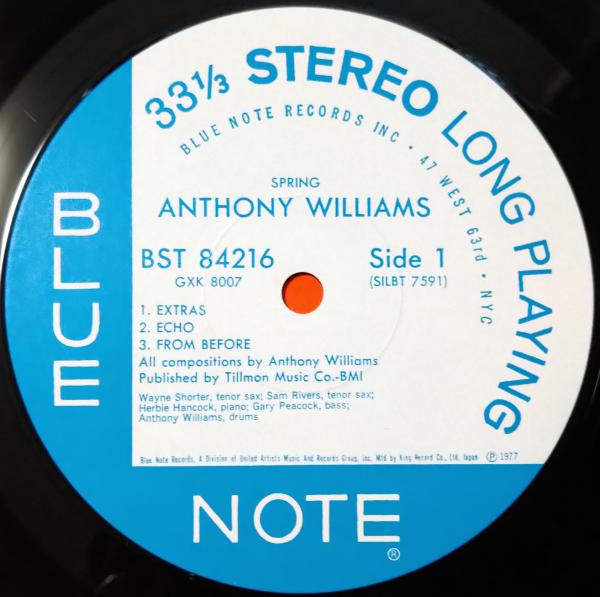 33⅓ STEREO LONG PLAYING
BLUE NOTE RECORDS INC • 47 WEST 63rd • NYC
SPRING
ANTHONY WILLIAMS
BST 84216 Side 1
GXK 8007 (SILBT 7591)
1. EXTRAS
2. ECHO
3. FROM BEFORE
All compositions by Anthony Williams
Published by Tillmon Music Co.-BMI
Wayne Shorter, tenor sax; Sam Rivers, tenor sax;
Herbie Hancock, piano; Gary Peacock, bass;
Anthony Williams, drums
Blue Note Records, A Division of United Artists Music And Records Group, Inc. Mfd by King Record Co., Ltd, Japan ℗ 1977
BLUE
NOTE®